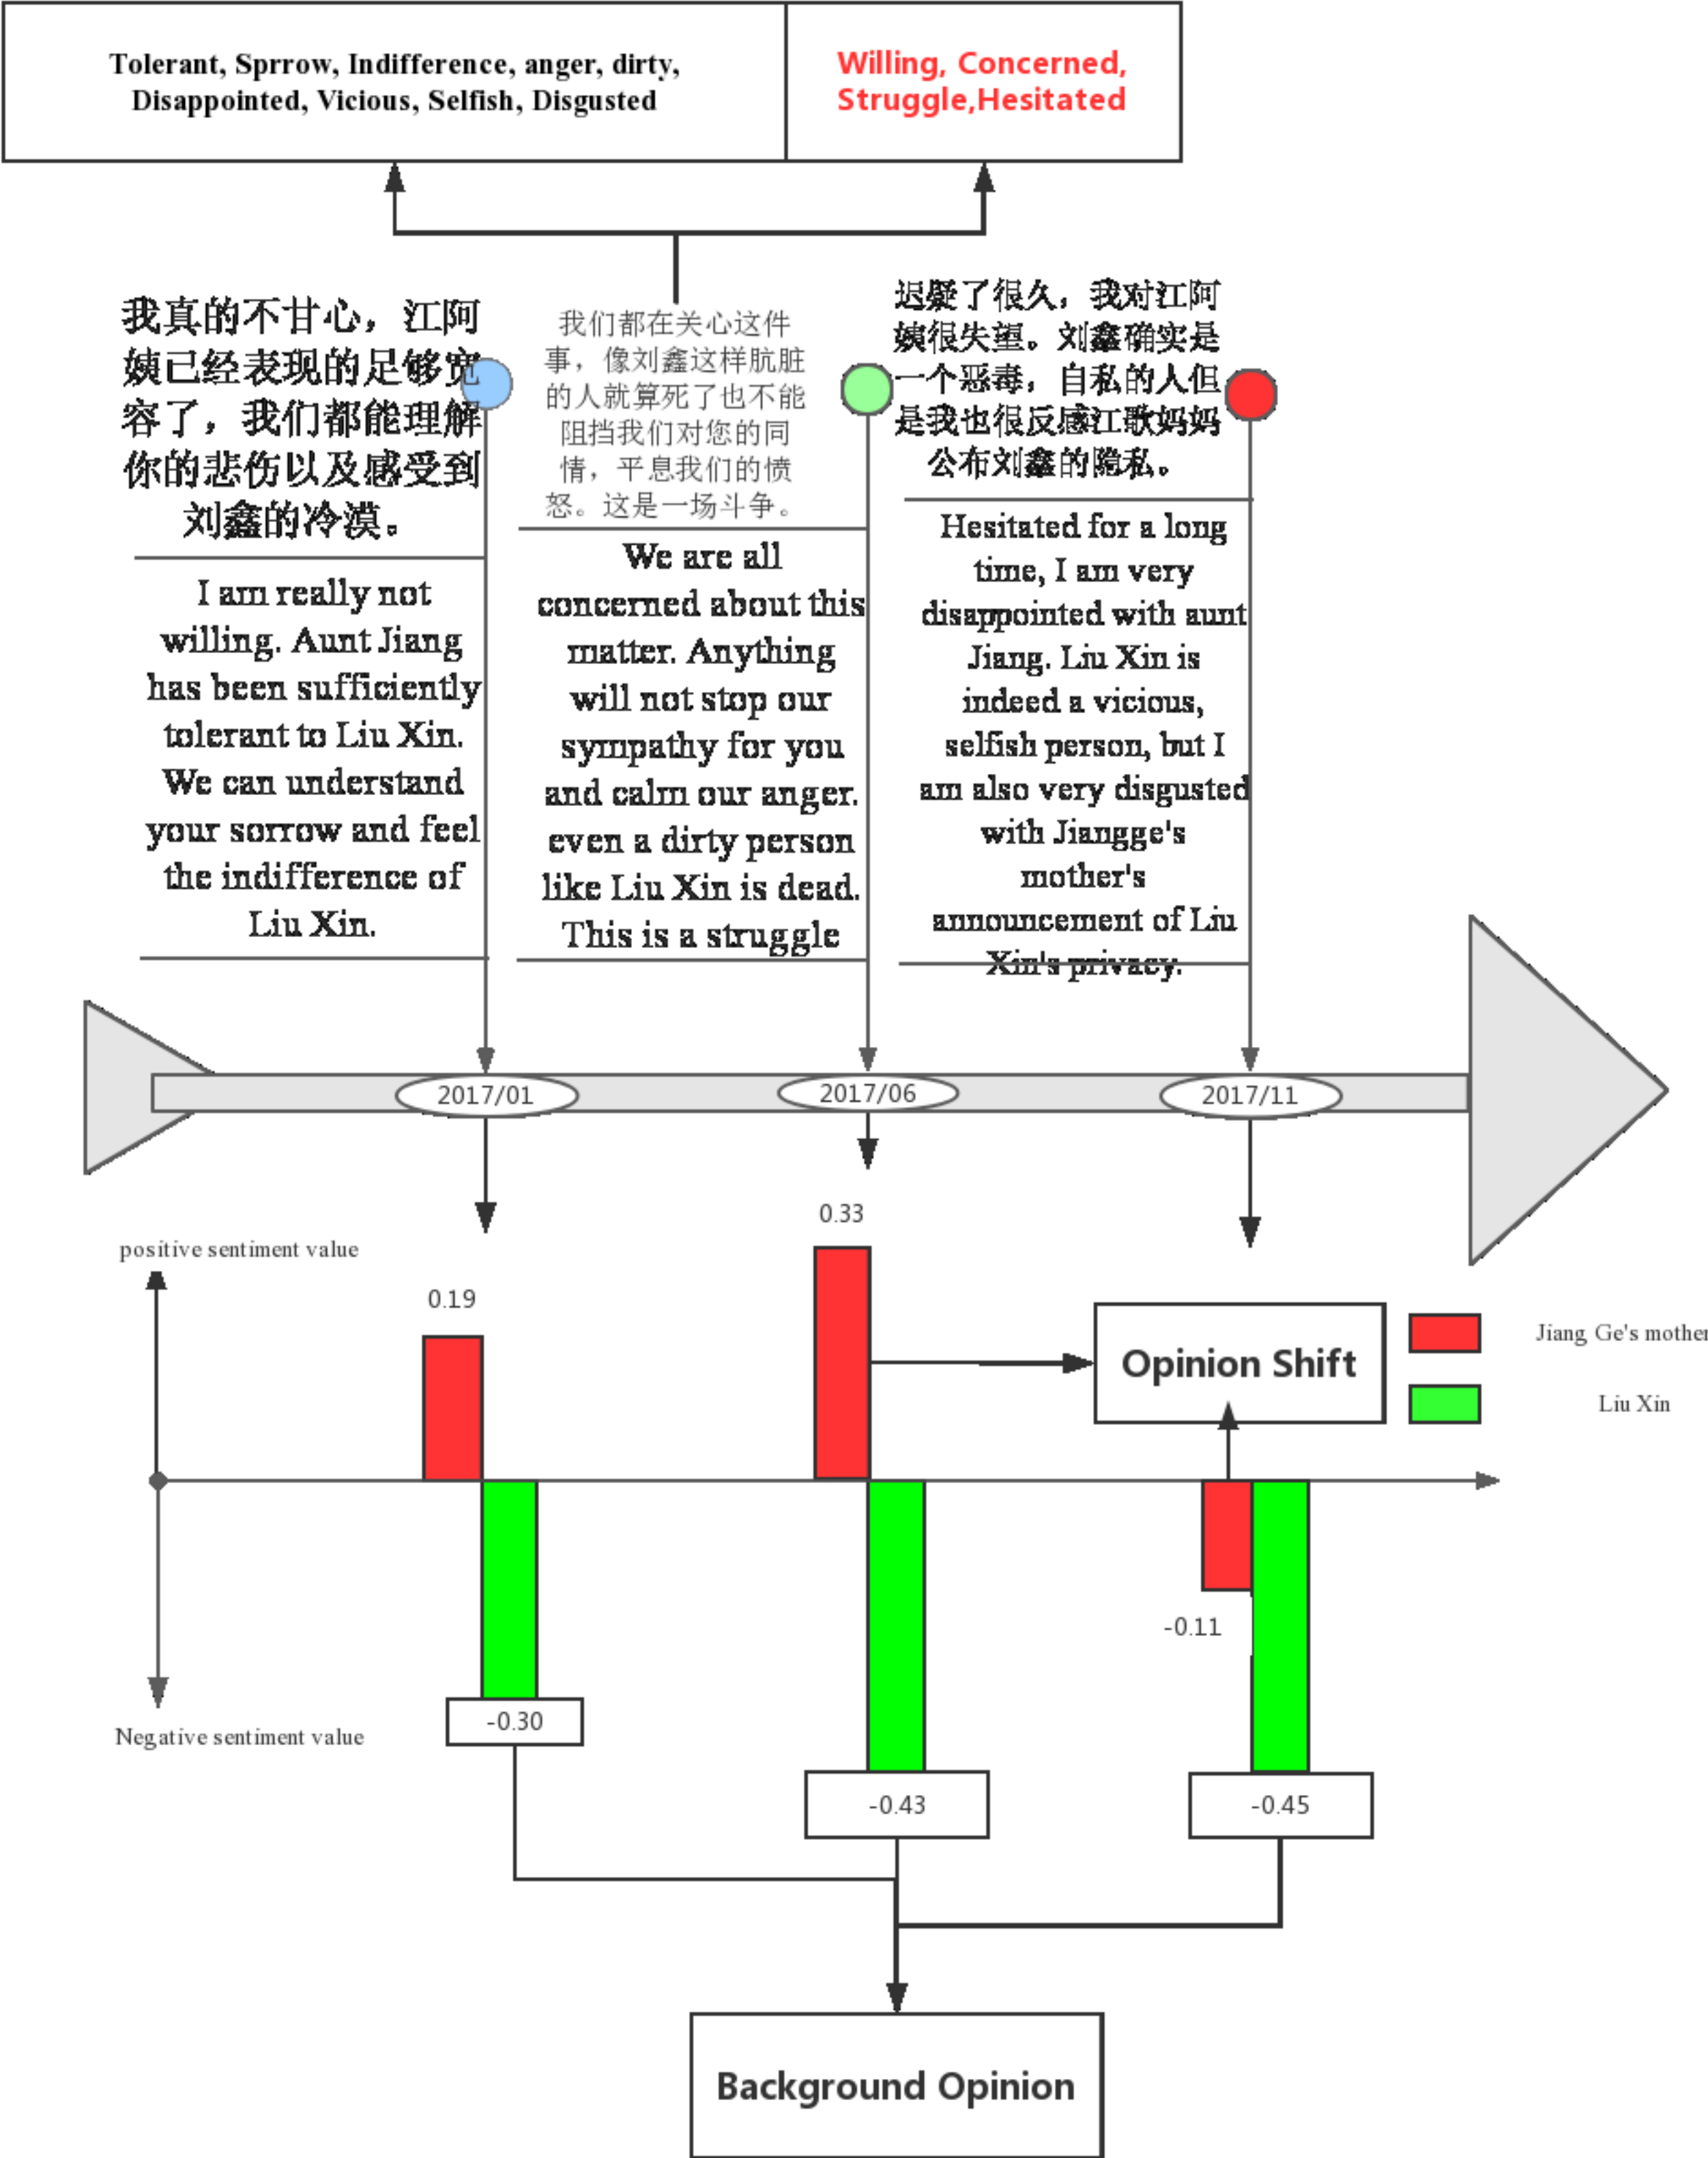 Tolerant, Sprrow, Indifference, anger, dirty,
Disappointed, Vicious, Selfish, Disgusted
Willing, Concerned,
Struggle,Hesitated
我真的不甘心，江阿
姨已经表现的足够宽
容了，我们都能理解
你的悲伤以及感受到
刘鑫的冷漠。
I am really not
willing. Aunt Jiang
has been sufficiently
tolerant to Liu Xin.
We can understand
your sorrow and feel
the indifference of
Liu Xin.
我们都在关心这件
事，像刘鑫这样肮脏
的人就算死了也不能
阻挡我们对您的同
情，平息我们的愤
怒。这是一场斗争。
We are all
concerned about this
matter. Anything
will not stop our
sympathy for you
and calm our anger.
even a dirty person
like Liu Xin is dead.
This is a struggle
迟疑了很久，我对江阿
姨很失望。刘鑫确实是
一个恶毒，自私的人但
是我也很反感江歌妈妈
公布刘鑫的隐私。
Hesitated for a long
time, I am very
disappointed with aunt
Jiang. Liu Xin is
indeed a vicious,
selfish person, but I
am also very disgusted
with Jiangge's
mother's
announcement of Liu
Xin's privacy.
2017/01
2017/06
2017/11
positive sentiment value
0.19
0.33
Opinion Shift
Jiang Ge's mother
Liu Xin
-0.11
Negative sentiment value
-0.30
-0.43
-0.45
Background Opinion